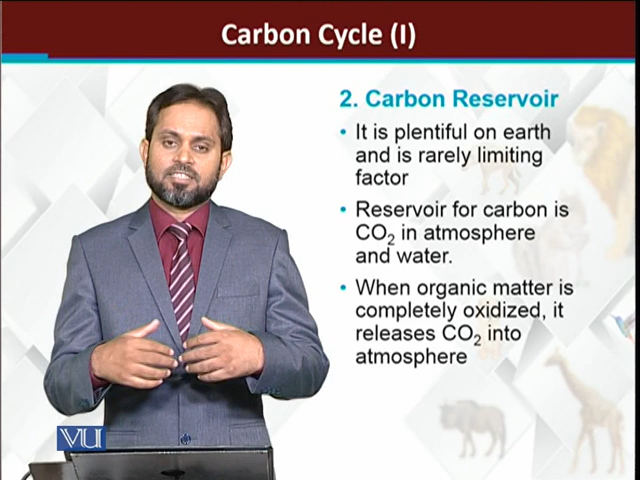 Carbon Cycle (I)
2. Carbon Reservoir
• It is plentiful on earth
and is rarely limiting
factor
• Reservoir for carbon is
CO₂ in atmosphere
and water.
• When organic matter is
completely oxidized, it
releases CO₂ into
atmosphere
VU